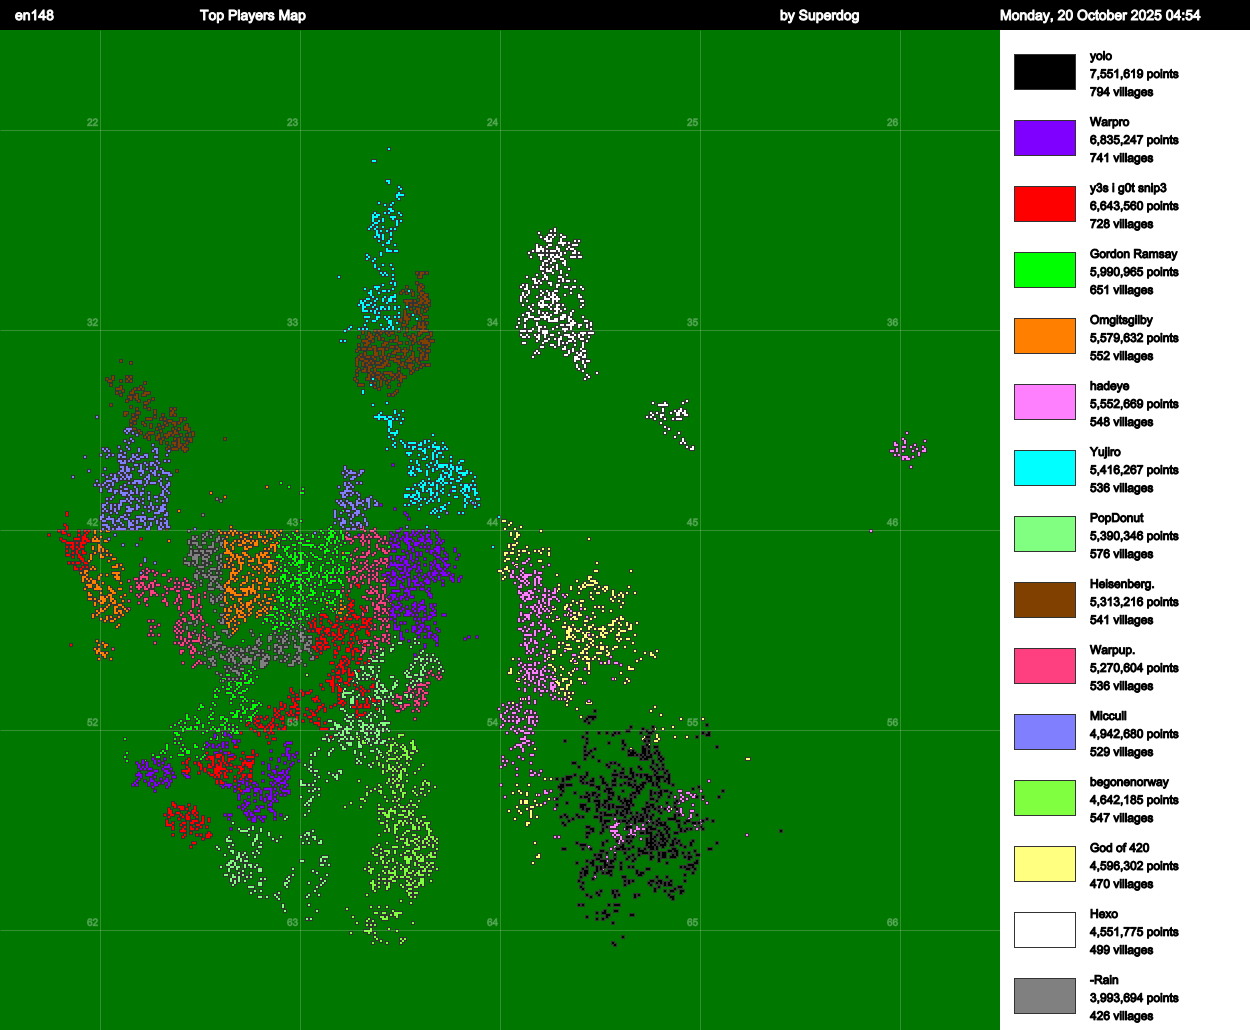 en148 Top Players Map by Superdog Monday, 20 October 2025 04:54
yolo
7,551,619 points
794 villages
Warpro
6,835,247 points
741 villages
y3s i g0t snip3
6,643,560 points
728 villages
Gordon Ramsay
5,990,965 points
651 villages
Omgitsgilby
5,579,632 points
552 villages
hadeye
5,552,669 points
548 villages
Yujiro
5,416,267 points
536 villages
PopDonut
5,390,346 points
576 villages
Heisenberg.
5,313,216 points
541 villages
Warpup.
5,270,604 points
536 villages
Miccull
4,942,680 points
529 villages
begonenorway
4,642,185 points
547 villages
God of 420
4,596,302 points
470 villages
Hexo
4,551,775 points
499 villages
-Rain
3,993,694 points
426 villages
22 23 24 25 26
32 33 34 35 36
42 43 44 45 46
52 53 54 55 56
62 63 64 65 66